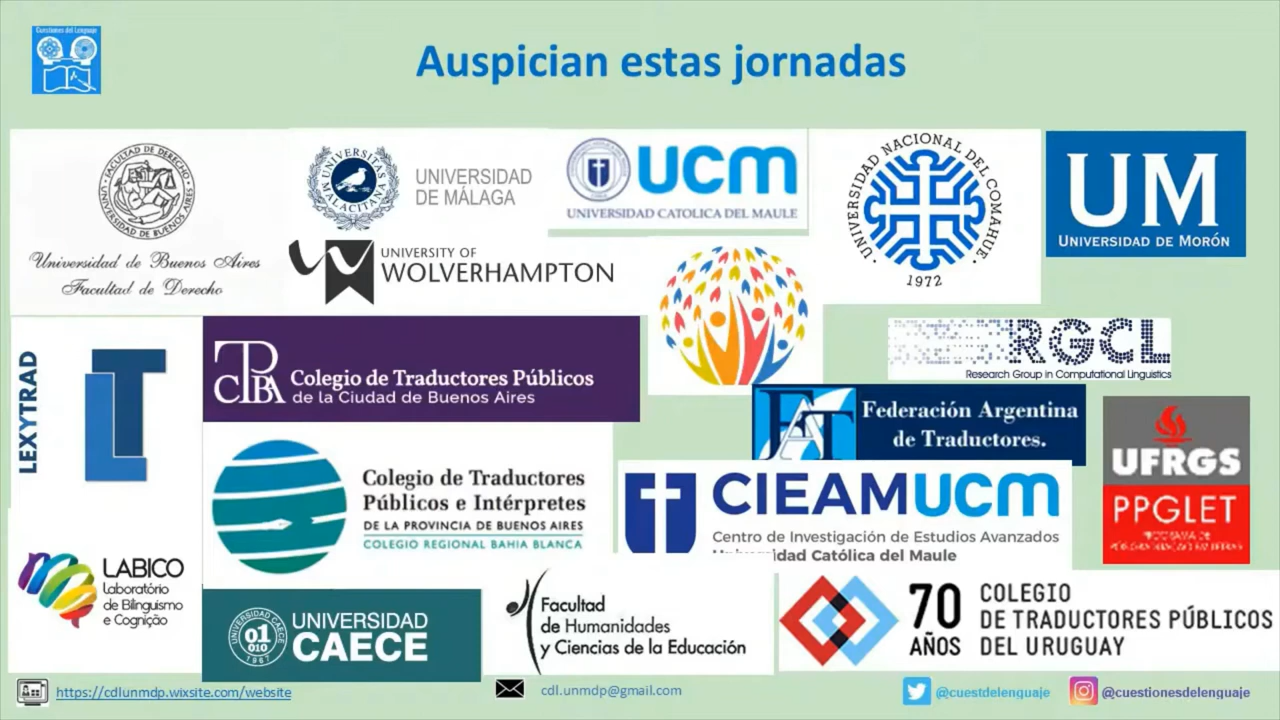 Cuestiones del Lenguaje
Auspician estas jornadas
FACULTAD DE DERECHO
UNIVERSIDAD DE BUENOS AIRES
Universidad de Buenos Aires
Facultad de Derecho
UNIVERSITAS MALACITANA
UNIVERSIDAD
DE MÁLAGA
ucm
UNIVERSIDAD CATOLICA DEL MAULE
UNIVERSIDAD NACIONAL DEL COMAHUE
1972
UM
UNIVERSIDAD DE MORÓN
UNIVERSITY OF
WOLVERHAMPTON
LEXYTRAD
LT
CTPBA
Colegio de Traductores Públicos
de la Ciudad de Buenos Aires
RGCL
Research Group in Computational Linguistics
FAT
Federación Argentina
de Traductores.
UFRGS
PPGLET
Colegio de Traductores
Públicos e Intérpretes
DE LA PROVINCIA DE BUENOS AIRES
COLEGIO REGIONAL BAHIA BLANCA
CIEAMUCM
Centro de Investigación de Estudios Avanzados
Universidad Católica del Maule
LABICO
Laboratório
de Bilinguismo
e Cognição
UNIVERSIDAD CAECE
01
010
1967
UNIVERSIDAD
CAECE
Facultad
de Humanidades
y Ciencias de la Educación
70
AÑOS
COLEGIO
DE TRADUCTORES PÚBLICOS
DEL URUGUAY
https://cdlunmdp.wixsite.com/website
cdl.unmdp@gmail.com
@cuestdelenguaje
@cuestionesdelenguaje